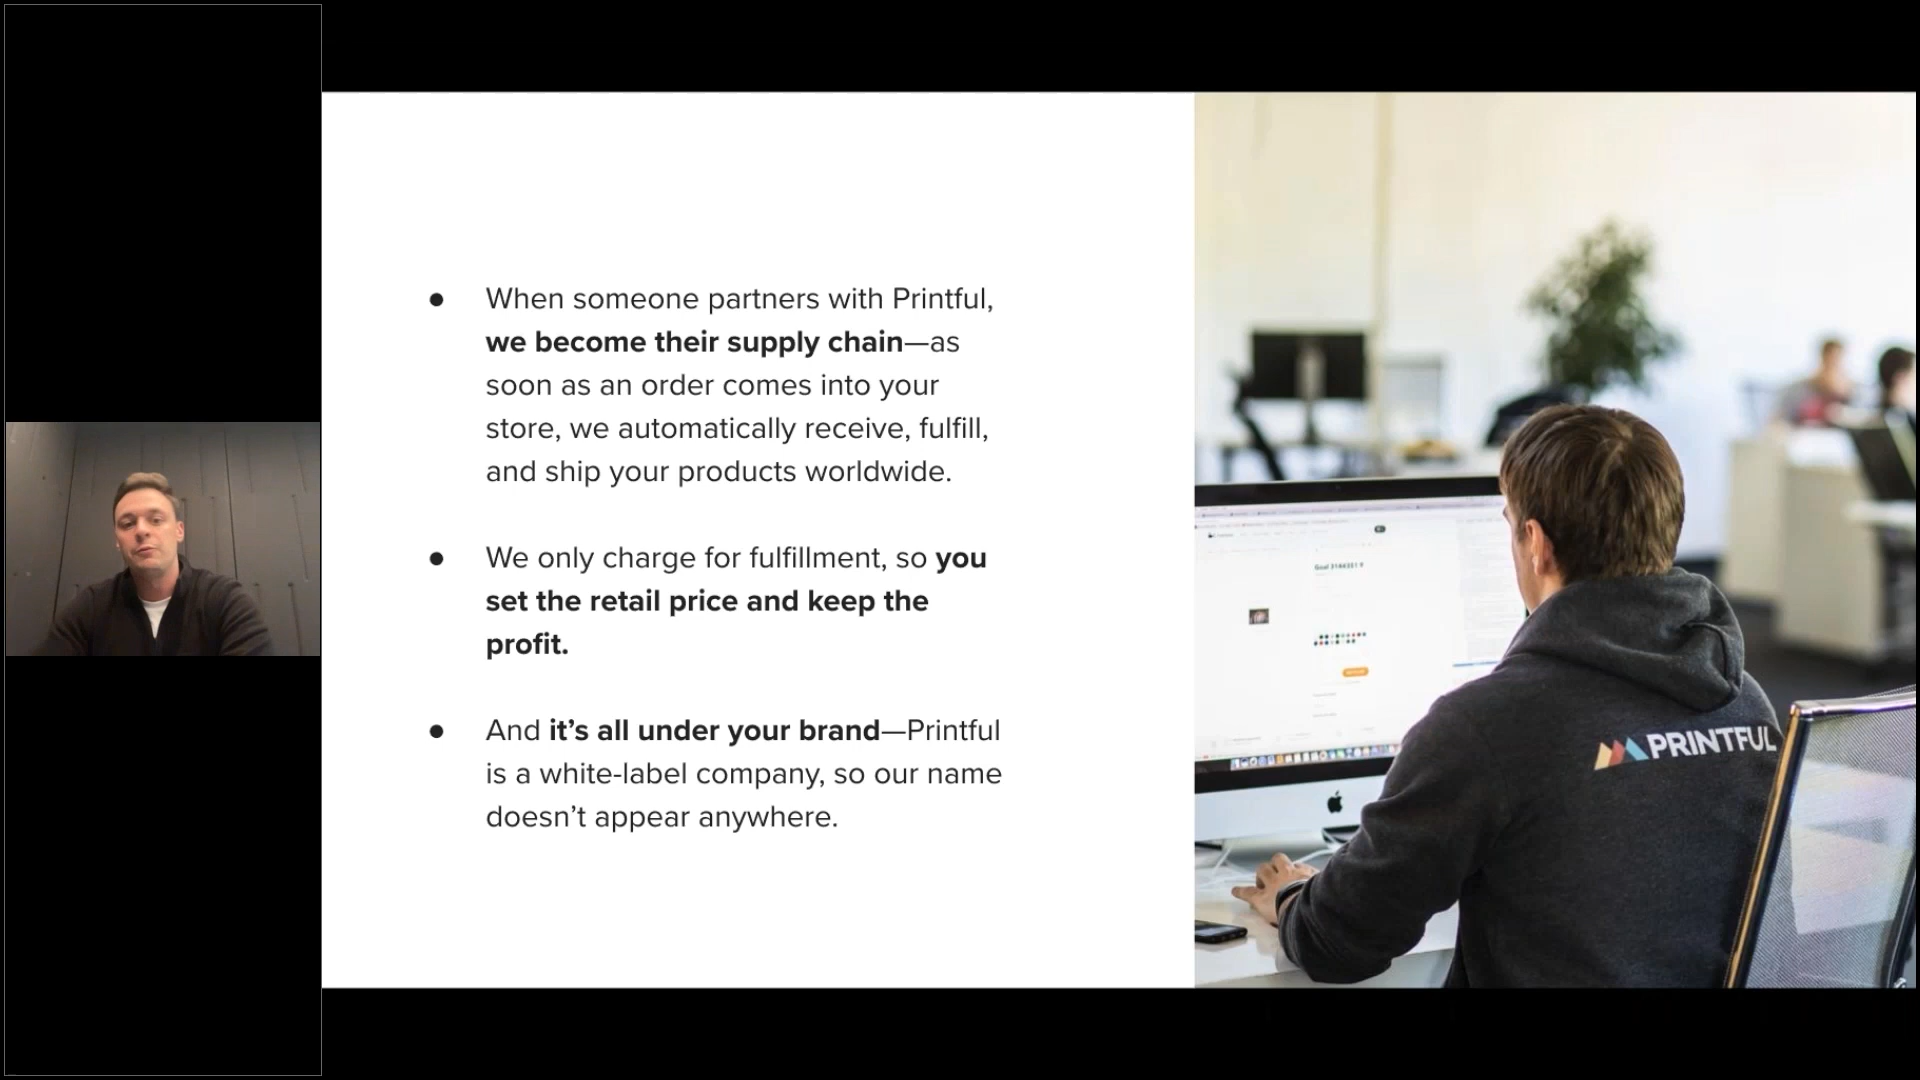 ● When someone partners with Printful,
we become their supply chain—as
soon as an order comes into your
store, we automatically receive, fulfill,
and ship your products worldwide.
● We only charge for fulfillment, so you
set the retail price and keep the
profit.
● And it’s all under your brand—Printful
is a white-label company, so our name
doesn’t appear anywhere.
PRINTFUL